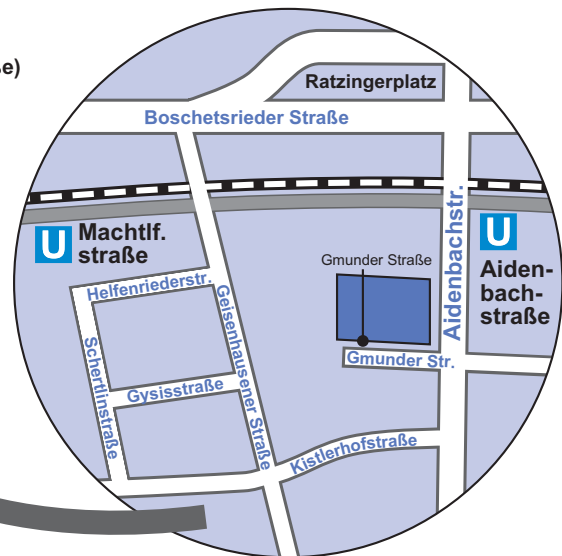 Ratzingerplatz
Boschetsrieder Straße
U
Machtlf.
straße
Aidenbachstr.
U
Aiden-
bach-
straße
Gmunder Straße
Helfenriederstr.
Geisenhausener Straße
Schertlinstraße
Gysisstraße
Gmunder Str.
Kistlerhofstraße